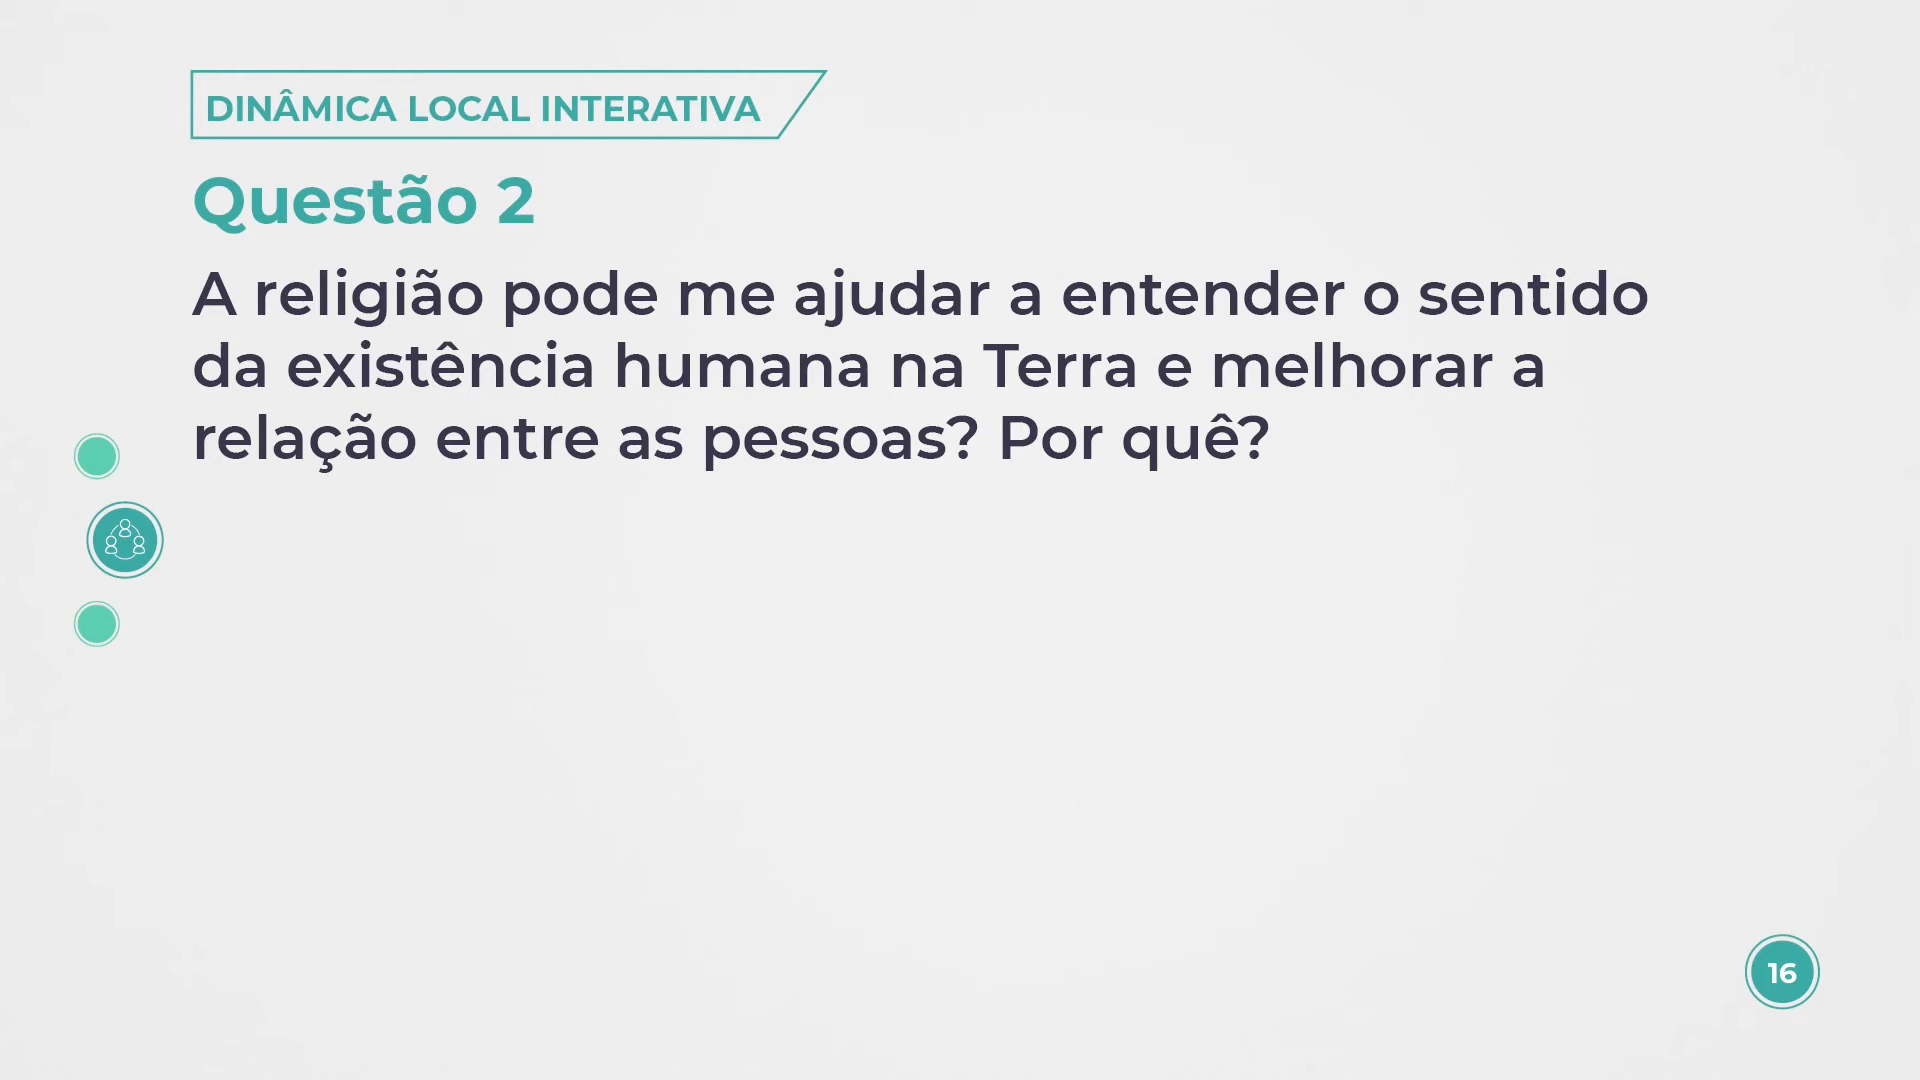 DINÂMICA LOCAL INTERATIVA
Questão 2
A religião pode me ajudar a entender o sentido
da existência humana na Terra e melhorar a
relação entre as pessoas? Por quê?
16